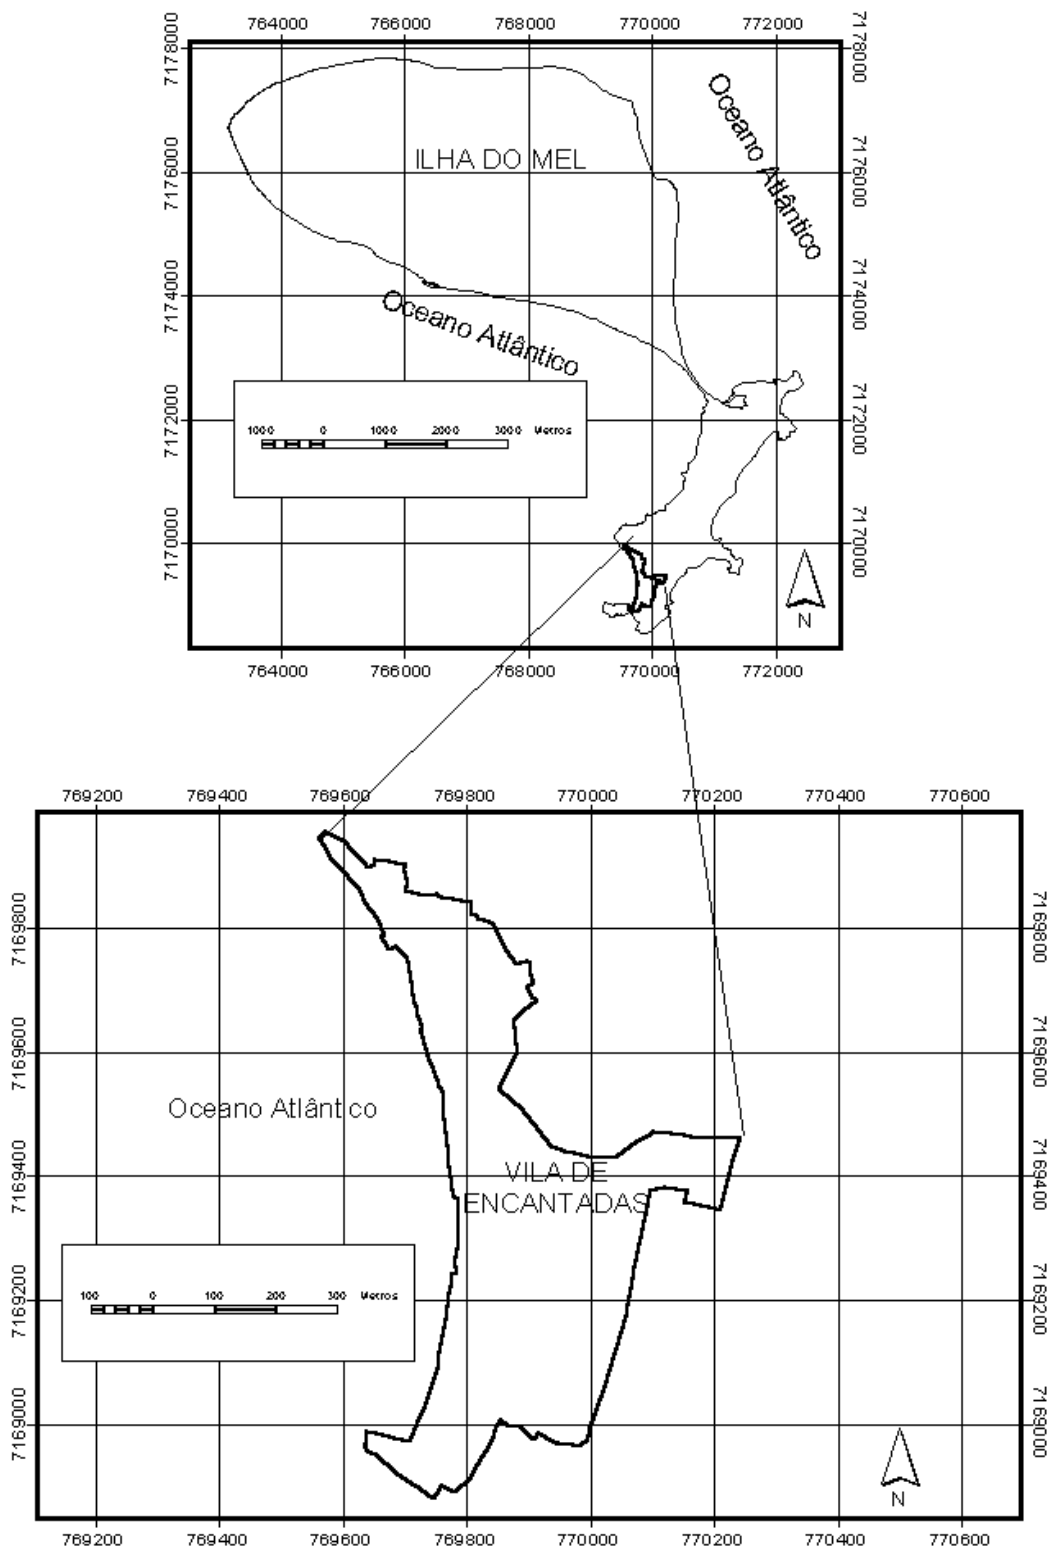 764000 766000 768000 770000 772000
7178000 7178000
Oceano Atlântico
ILHA DO MEL
7176000 7176000
7174000 7174000
Oceano Atlântico
7172000 7172000
1000 0 1000 2000 3000 Metros
7170000 7170000
N
764000 766000 768000 770000 772000
769200 769400 769600 769800 770000 770200 770400 770600
7169800 7169800
7169600 7169600
Oceano Atlântico
7169400 7169400
VILA DE
ENCANTADAS
7169200 7169200
100 0 100 200 300 Metros
7169000 7169000
N
769200 769400 769600 769800 770000 770200 770400 770600